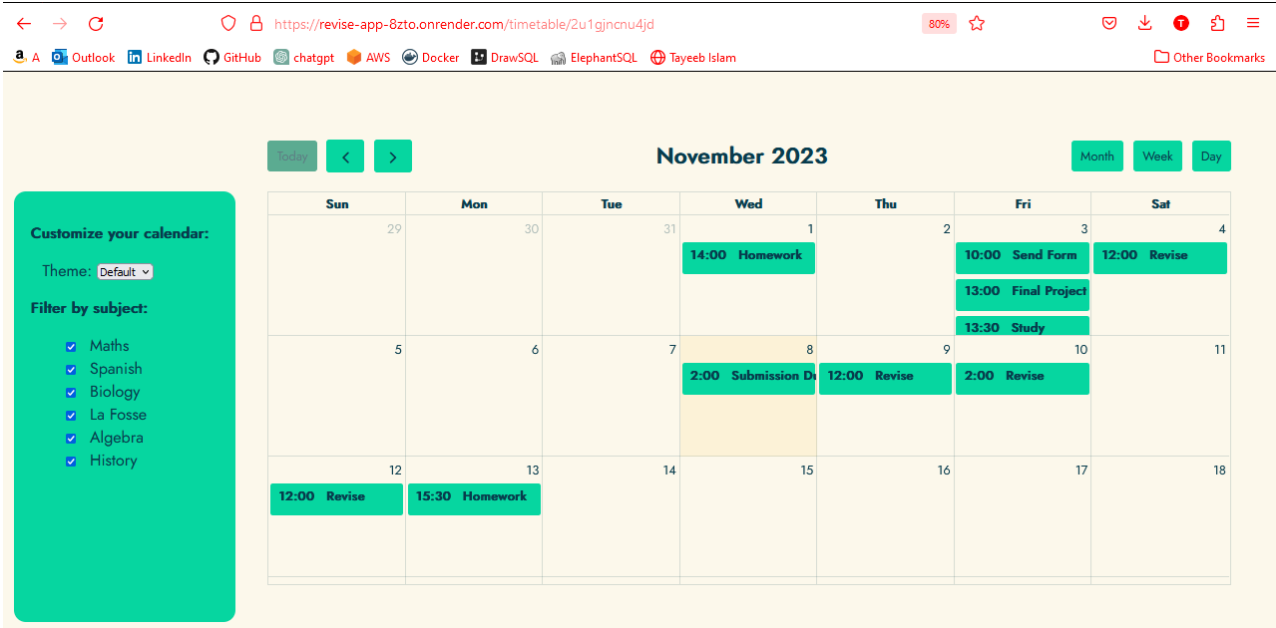 https://revise-app-8zto.onrender.com/timetable/2u1gjncnu4jd 80% T
a A Outlook in LinkedIn GitHub chatgpt AWS Docker DrawSQL ElephantSQL Tayeeb Islam Other Bookmarks
Today November 2023 Month Week Day
Customize your calendar:
Theme: Default
Filter by subject:
Maths
Spanish
Biology
La Fosse
Algebra
History
Sun Mon Tue Wed Thu Fri Sat
29 30 31 1 2 3 4
14:00 Homework 10:00 Send Form 12:00 Revise
13:00 Final Project
13:30 Study
5 6 7 8 9 10 11
2:00 Submission Du 12:00 Revise 2:00 Revise
12 13 14 15 16 17 18
12:00 Revise 15:30 Homework